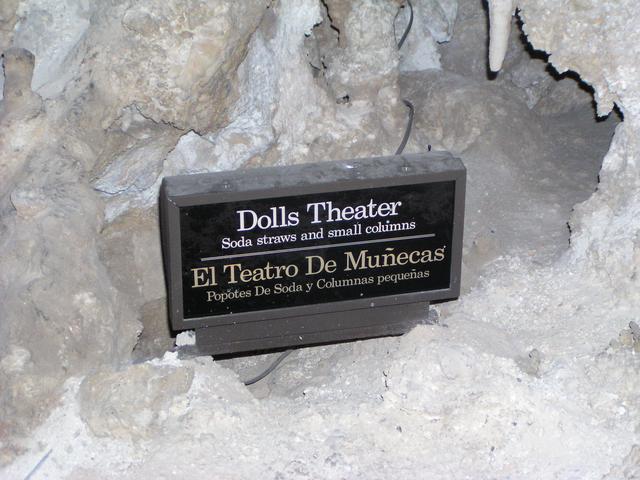 Dolls Theater
Soda straws and small columns
El Teatro De Muñecas
Popotes De Soda y Columnas pequeñas